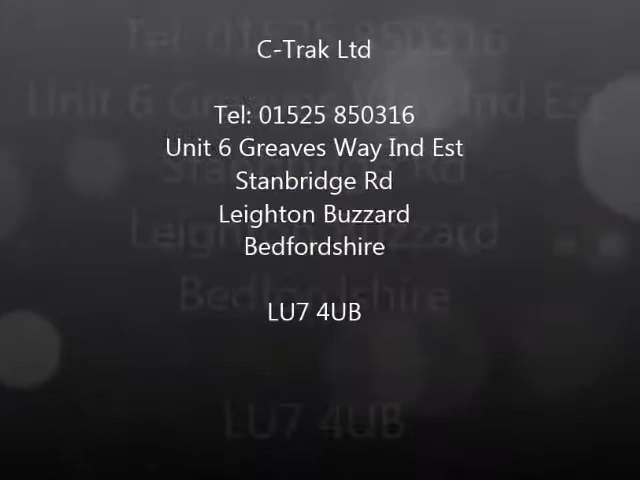 C-Trak Ltd
Tel: 01525 850316
Unit 6 Greaves Way Ind Est
Stanbridge Rd
Leighton Buzzard
Bedfordshire
LU7 4UB